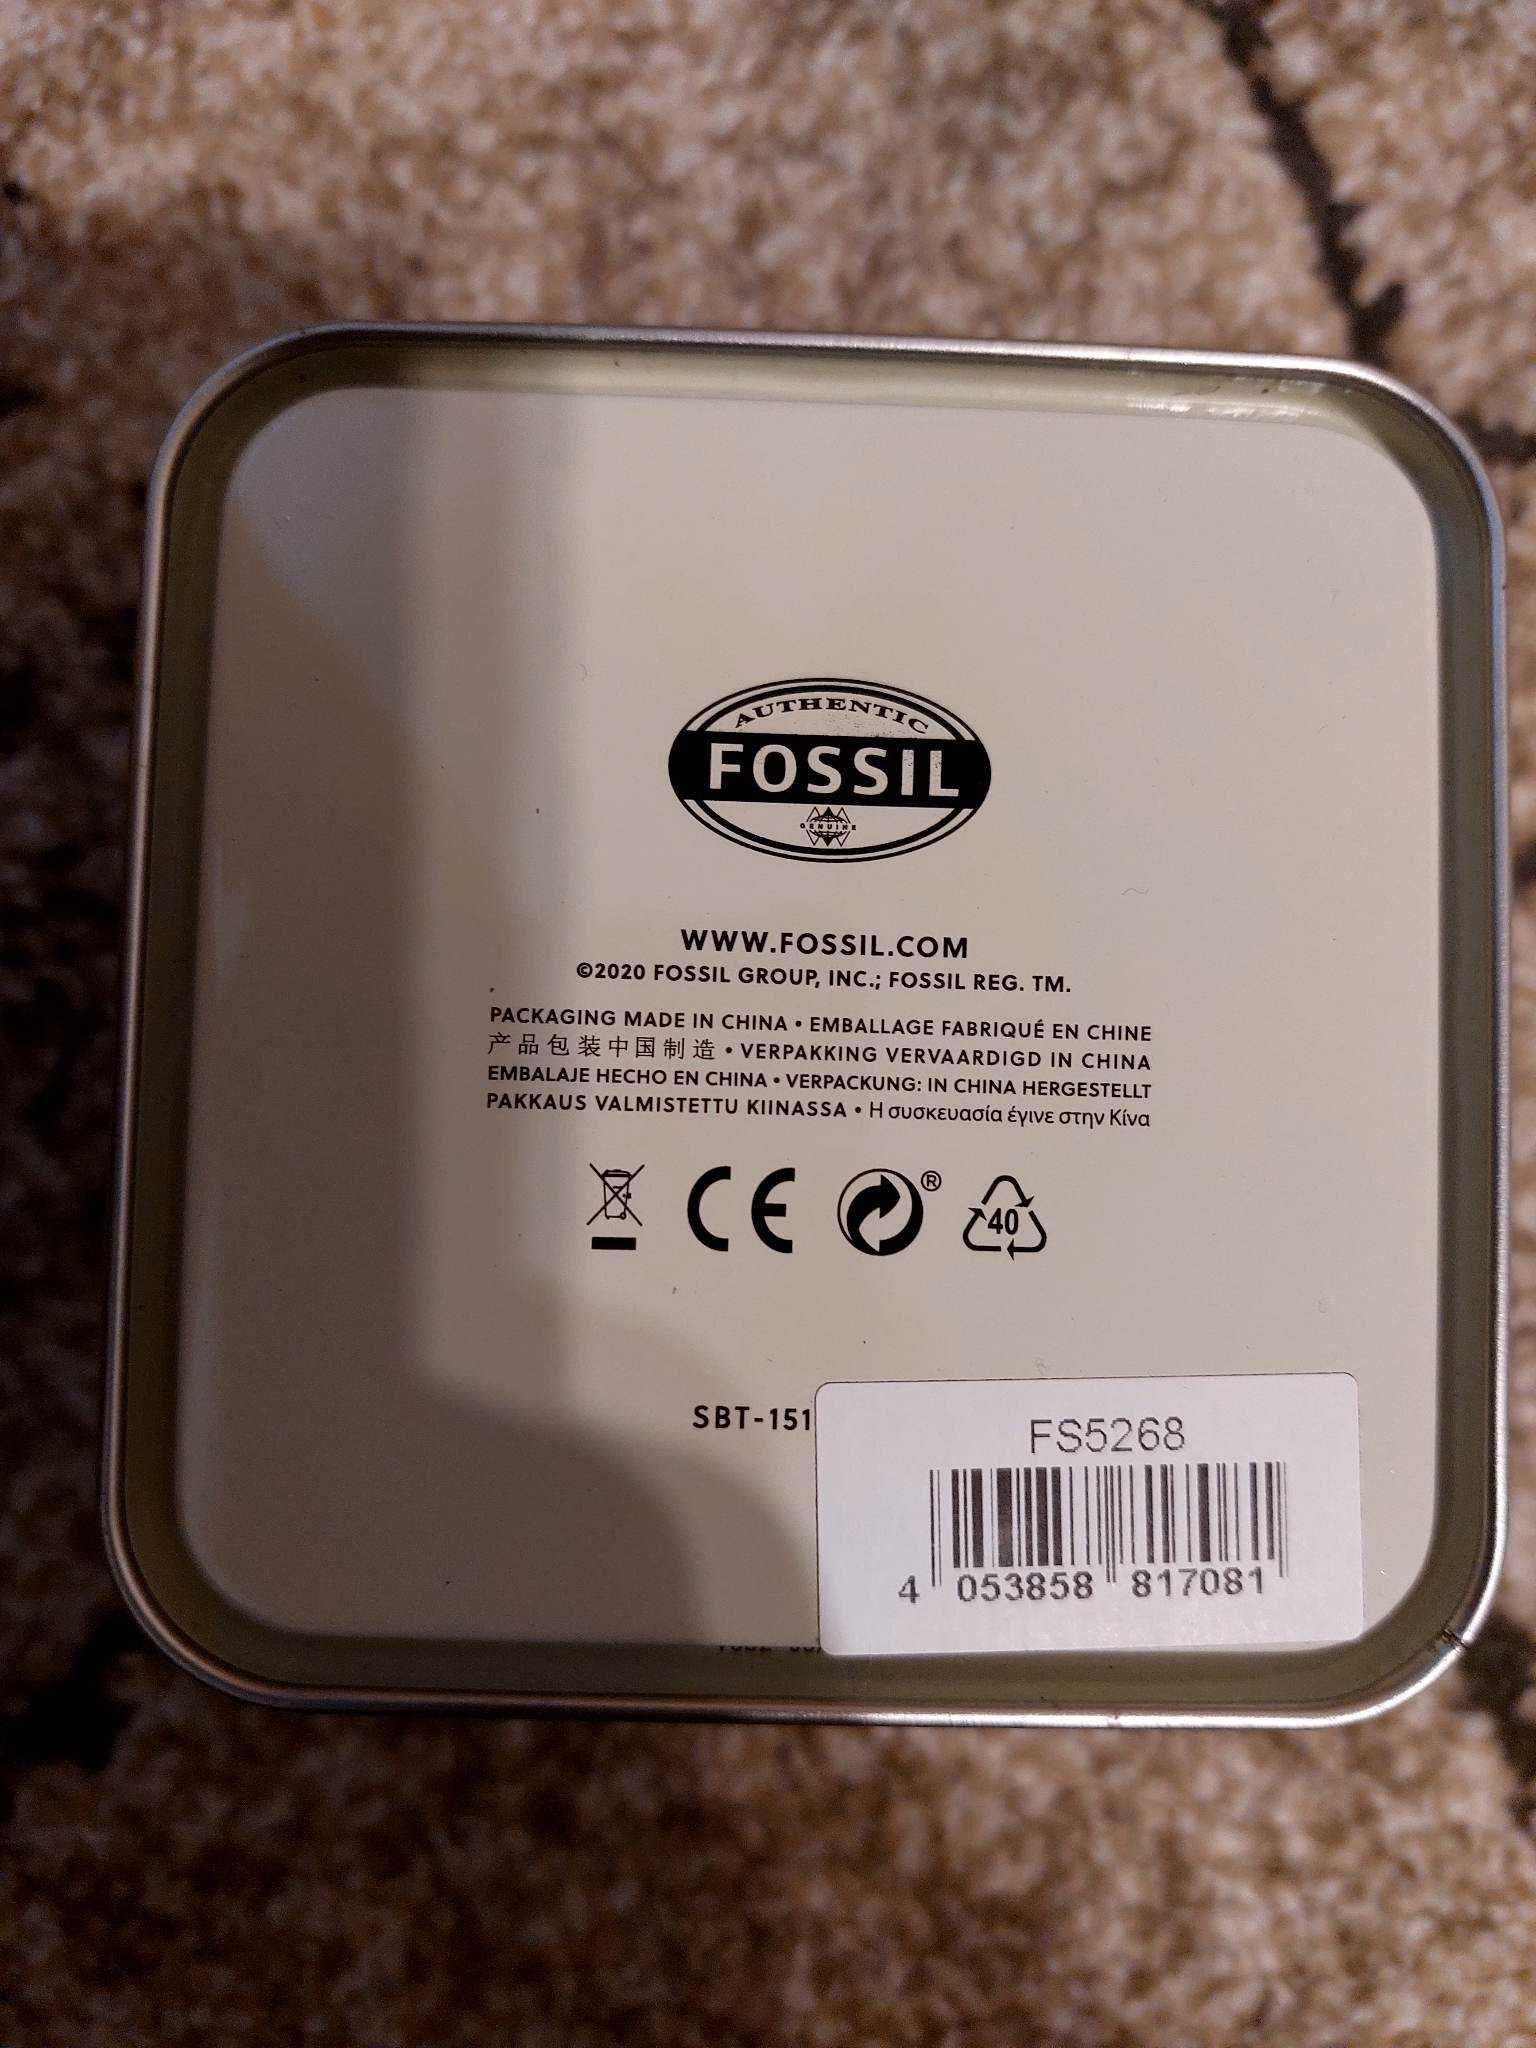 AUTHENTIC
FOSSIL
GENUINE
WWW.FOSSIL.COM
©2020 FOSSIL GROUP, INC.; FOSSIL REG. TM.
PACKAGING MADE IN CHINA • EMBALLAGE FABRIQUÉ EN CHINE
产品包装中国制造 • VERPAKKING VERVAARDIGD IN CHINA
EMBALAJE HECHO EN CHINA • VERPACKUNG: IN CHINA HERGESTELLT
PAKKAUS VALMISTETTU KIINASSA • Η συσκευασία έγινε στην Κίνα
CE ®
40
SBT-151
FS5268
4 053858 817081